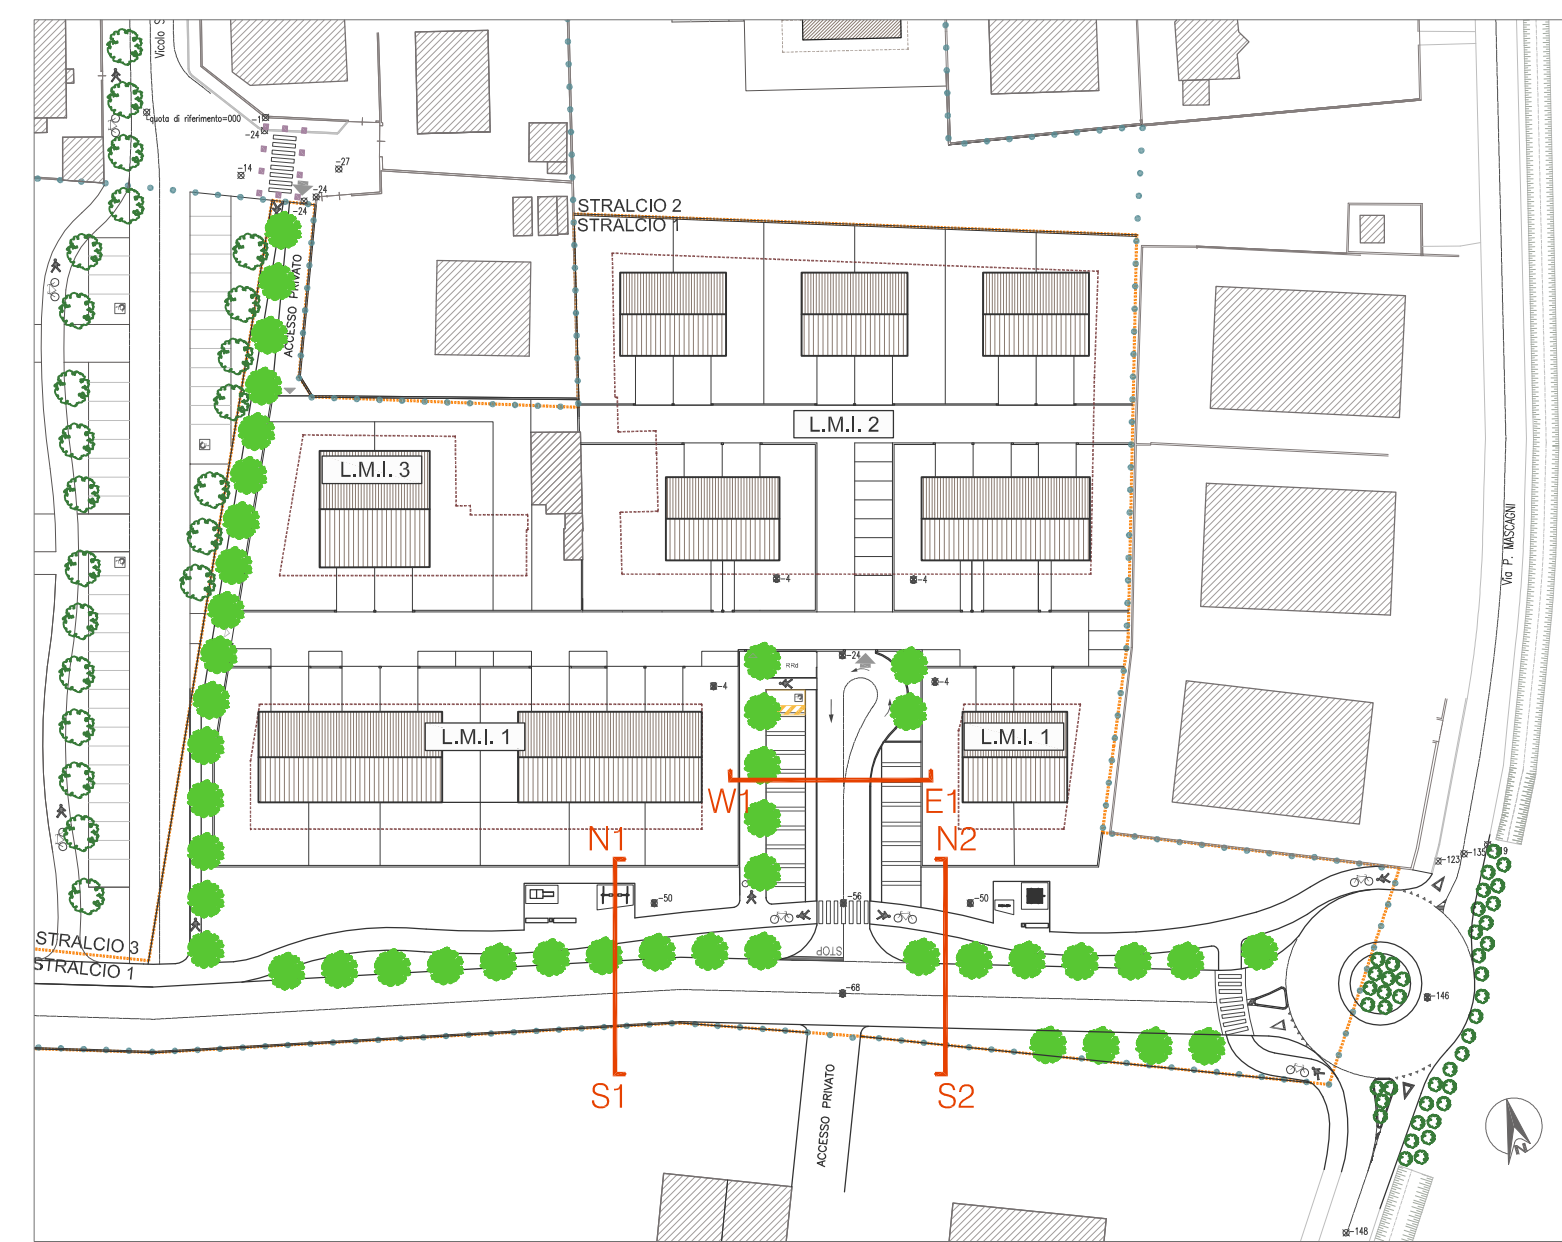 Vicolo S
quota di riferimento=000
-1
-24
-14
-27
-24
-24
STRALCIO 2
STRALCIO 1
ACCESSO PRIVATO
L.M.I. 2
L.M.I. 3
Via P. MASCAGNI
-4
-4
-24
RRd
-4
-4
L.M.I. 1
L.M.I. 1
W1
E1
N1
N2
-123
-135
-50
-56
-50
STRALCIO 3
STRALCIO 1
STOP
-68
-146
S1
S2
ACCESSO PRIVATO
N
-148